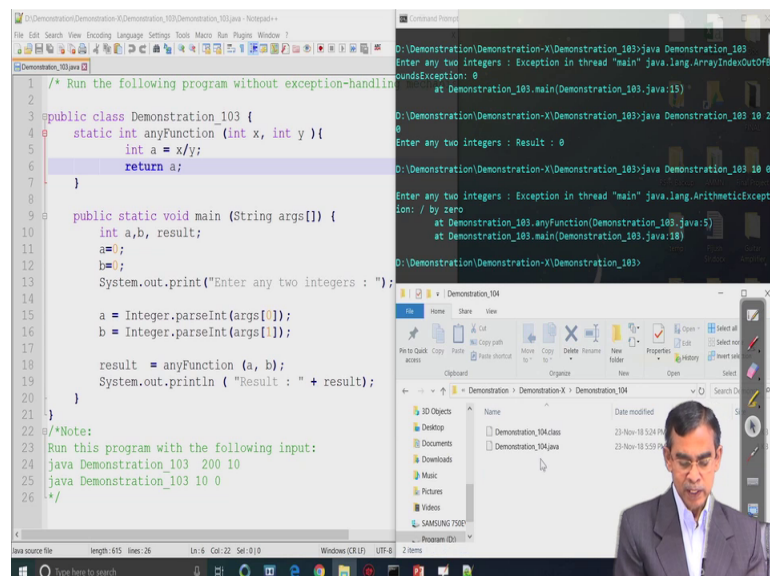 D:\Demonstration\Demonstration-X\Demonstration_103\Demonstration_103.java - Notepad++
File Edit Search View Encoding Language Settings Tools Macro Run Plugins Window ?
Demonstration_103.java
1 /* Run the following program without exception-handling
2
3 public class Demonstration_103 {
4 static int anyFunction (int x, int y ){
5 int a = x/y;
6 return a;
7 }
8
9 public static void main (String args[]) {
10 int a,b, result;
11 a=0;
12 b=0;
13 System.out.print("Enter any two integers : ");
14
15 a = Integer.parseInt(args[0]);
16 b = Integer.parseInt(args[1]);
17
18 result = anyFunction (a, b);
19 System.out.println ( "Result : " + result);
20 }
21 }
22 /*Note:
23 Run this program with the following input:
24 java Demonstration_103 200 10
25 java Demonstration_103 10 0
26 */
Java source file length : 615 lines : 26 Ln : 6 Col : 22 Sel : 0 | 0 Windows (CR LF) UTF-8
Type here to search
Command Prompt
D:\Demonstration\Demonstration-X\Demonstration_103>java Demonstration_103
Enter any two integers : Exception in thread "main" java.lang.ArrayIndexOutOfB
oundsException: 0
at Demonstration_103.main(Demonstration_103.java:15)
D:\Demonstration\Demonstration-X\Demonstration_103>java Demonstration_103 10 2
0
Enter any two integers : Result : 0
D:\Demonstration\Demonstration-X\Demonstration_103>java Demonstration_103 10 0
Enter any two integers : Exception in thread "main" java.lang.ArithmeticExcept
ion: / by zero
at Demonstration_103.anyFunction(Demonstration_103.java:5)
at Demonstration_103.main(Demonstration_103.java:18)
D:\Demonstration\Demonstration-X\Demonstration_103>
Demonstration_104
File Home Share View
Pin to Quick access Copy Paste Cut Copy path Paste shortcut Move to Copy to Delete Rename New folder Properties Open Edit History Select all Select no Invert sele
Clipboard Organize New Open Select
« Demonstration › Demonstration-X › Demonstration_104 Search De
Name Date modified
3D Objects
Desktop
Documents
Downloads
Music
Pictures
Videos
SAMSUNG 750E
Program (D:)
Demonstration_104.class 23-Nov-18 5:24 PM
Demonstration_104.java 23-Nov-18 5:59 P
2 items